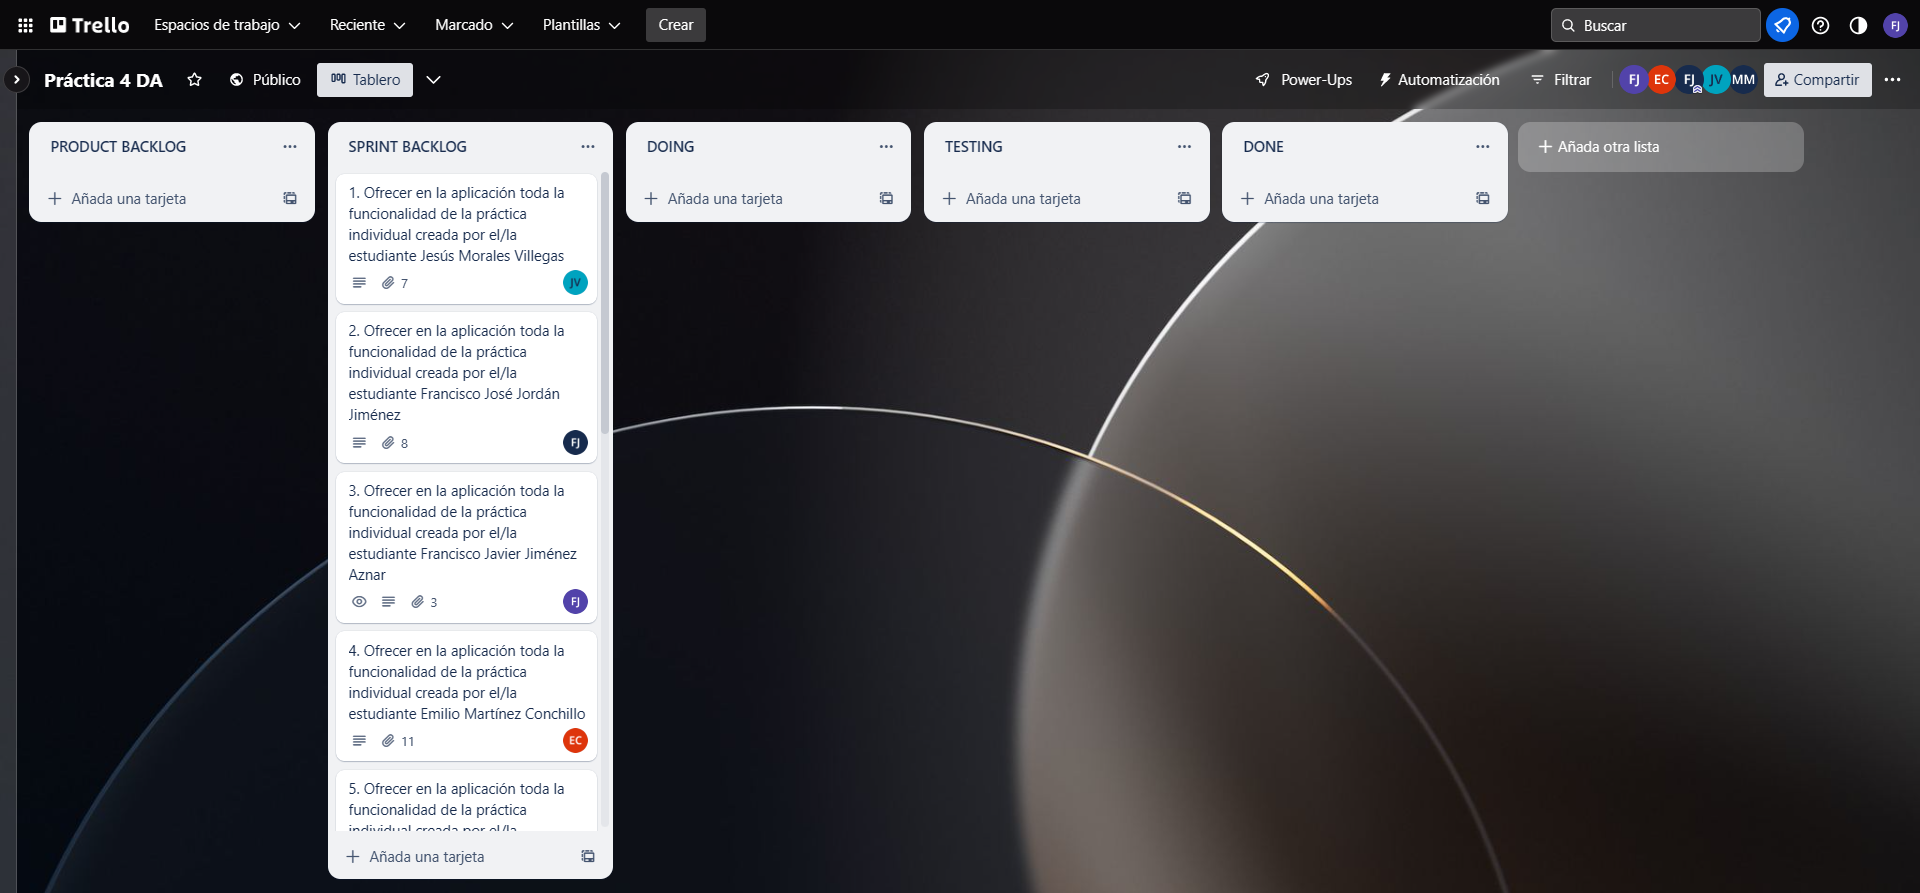 Trello
Espacios de trabajo
Reciente
Marcado
Plantillas
Crear
Buscar
FJ
Práctica 4 DA
Público
Tablero
Power-Ups
Automatización
Filtrar
FJ
EC
FJ
JV
MM
Compartir
PRODUCT BACKLOG
Añada una tarjeta
SPRINT BACKLOG
1. Ofrecer en la aplicación toda la
funcionalidad de la práctica
individual creada por el/la
estudiante Jesús Morales Villegas
7
JV
2. Ofrecer en la aplicación toda la
funcionalidad de la práctica
individual creada por el/la
estudiante Francisco José Jordán
Jiménez
8
FJ
3. Ofrecer en la aplicación toda la
funcionalidad de la práctica
individual creada por el/la
estudiante Francisco Javier Jiménez
Aznar
3
FJ
4. Ofrecer en la aplicación toda la
funcionalidad de la práctica
individual creada por el/la
estudiante Emilio Martínez Conchillo
11
EC
5. Ofrecer en la aplicación toda la
funcionalidad de la práctica
individual creada por el/la
Añada una tarjeta
DOING
Añada una tarjeta
TESTING
Añada una tarjeta
DONE
Añada una tarjeta
Añada otra lista